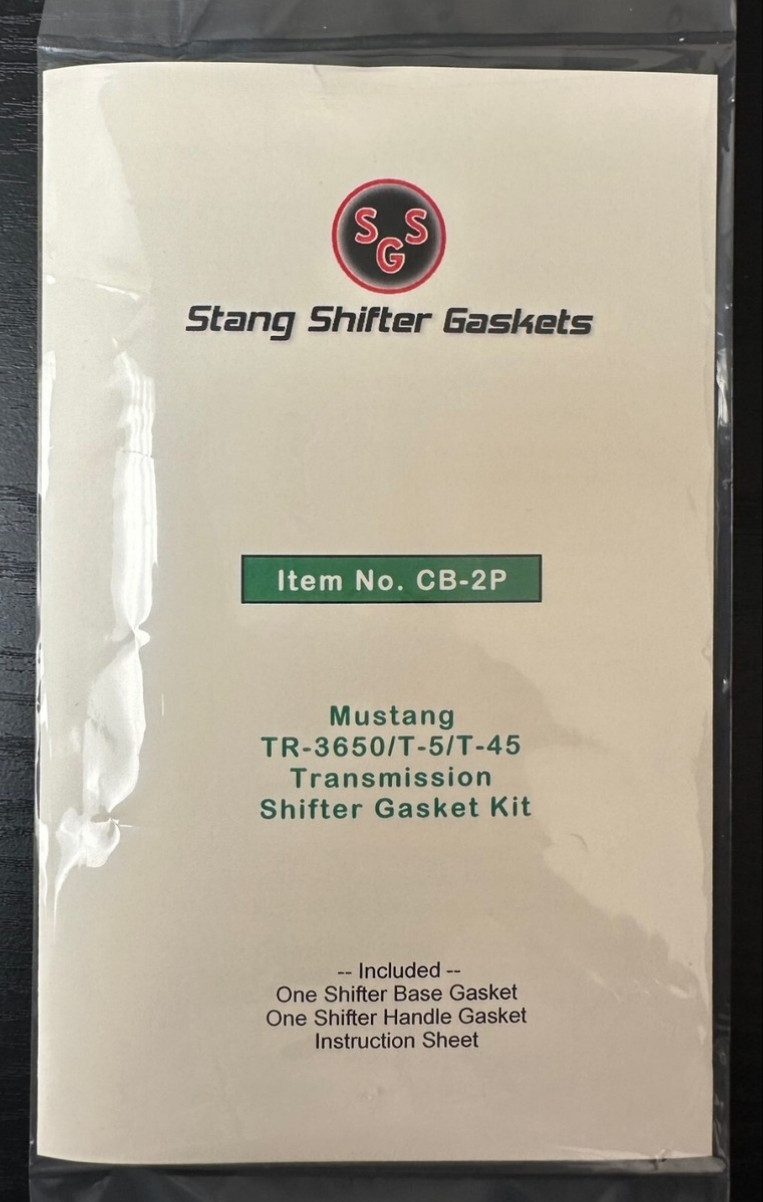 SGS
Stang Shifter Gaskets
Item No. CB-2P
Mustang
TR-3650/T-5/T-45
Transmission
Shifter Gasket Kit
-- Included --
One Shifter Base Gasket
One Shifter Handle Gasket
Instruction Sheet